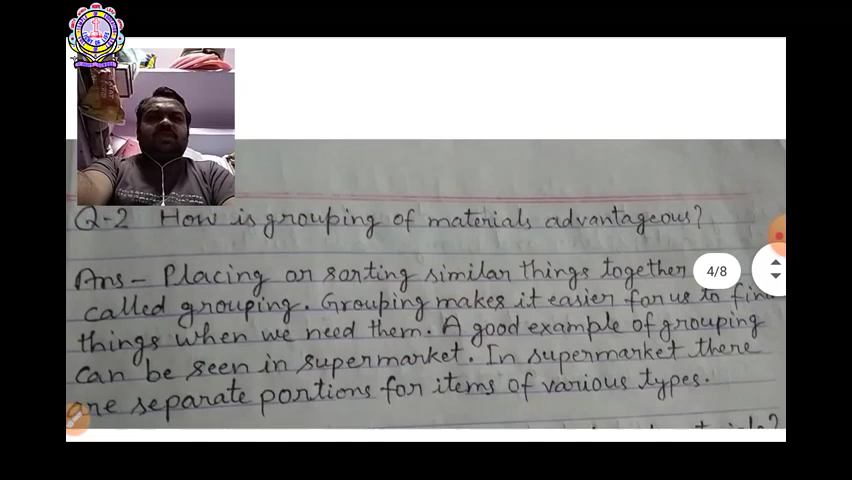 Q-2 How is grouping of materials advantageous?
Ans - Placing or sorting similar things together
called grouping. Grouping makes it easier for us to find
things when we need them. A good example of grouping
can be seen in supermarket. In supermarket there
are separate portions for items of various types.
4/8